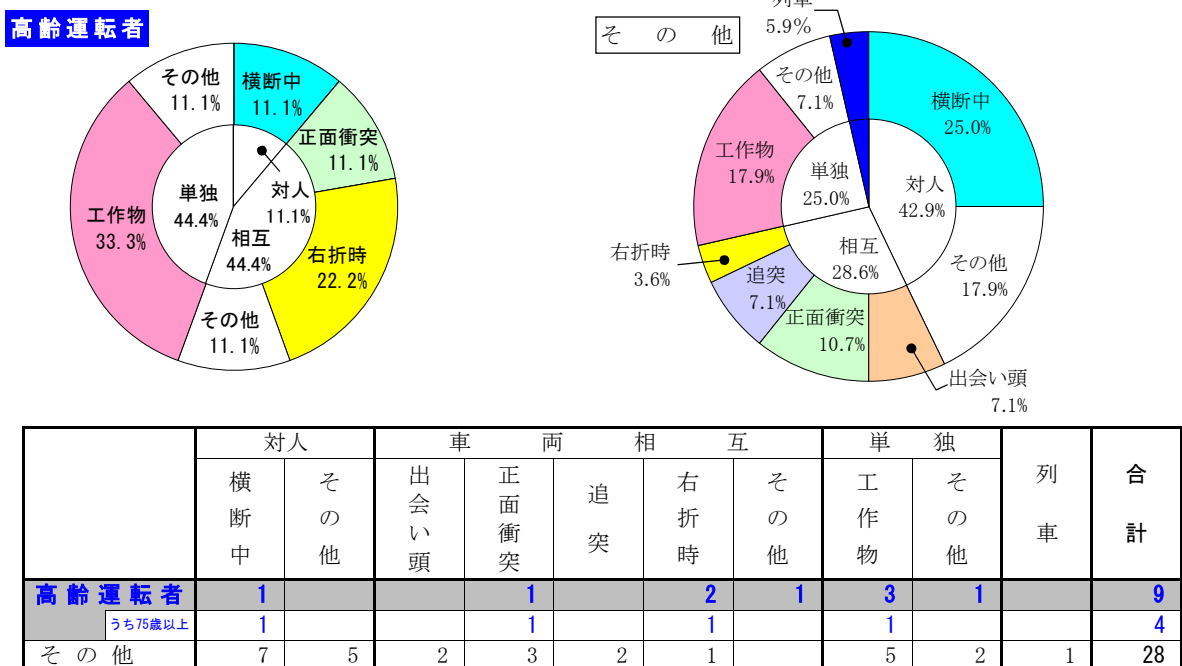 高齢運転者
その他
11.1%
横断中
11.1%
正面衝突
11.1%
対人
11.1%
単独
44.4%
工作物
33.3%
相互
44.4%
右折時
22.2%
その他
11.1%
その他
列車
5.9%
その他
7.1%
横断中
25.0%
工作物
17.9%
単独
25.0%
対人
42.9%
右折時
3.6%
相互
28.6%
追突
7.1%
その他
17.9%
正面衝突
10.7%
出会い頭
7.1%
対人 車両相互 単独 列車 合計
横断中 その他 出会い頭 正面衝突 追突 右折時 その他 工作物 その他
高齢運転者 1 1 2 1 3 1 9
うち75歳以上 1 1 1 1 4
その他 7 5 2 3 2 1 5 2 1 28